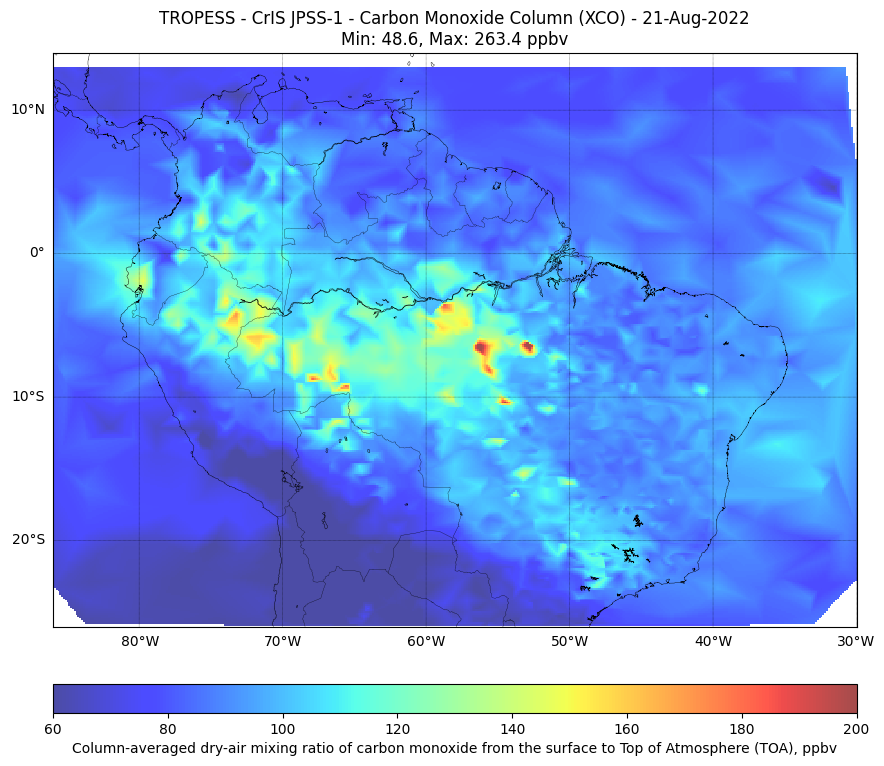 TROPESS - CrIS JPSS-1 - Carbon Monoxide Column (XCO) - 21-Aug-2022
Min: 48.6, Max: 263.4 ppbv
10°N
0°
10°S
20°S
80°W 70°W 60°W 50°W 40°W 30°W
60 80 100 120 140 160 180 200
Column-averaged dry-air mixing ratio of carbon monoxide from the surface to Top of Atmosphere (TOA), ppbv